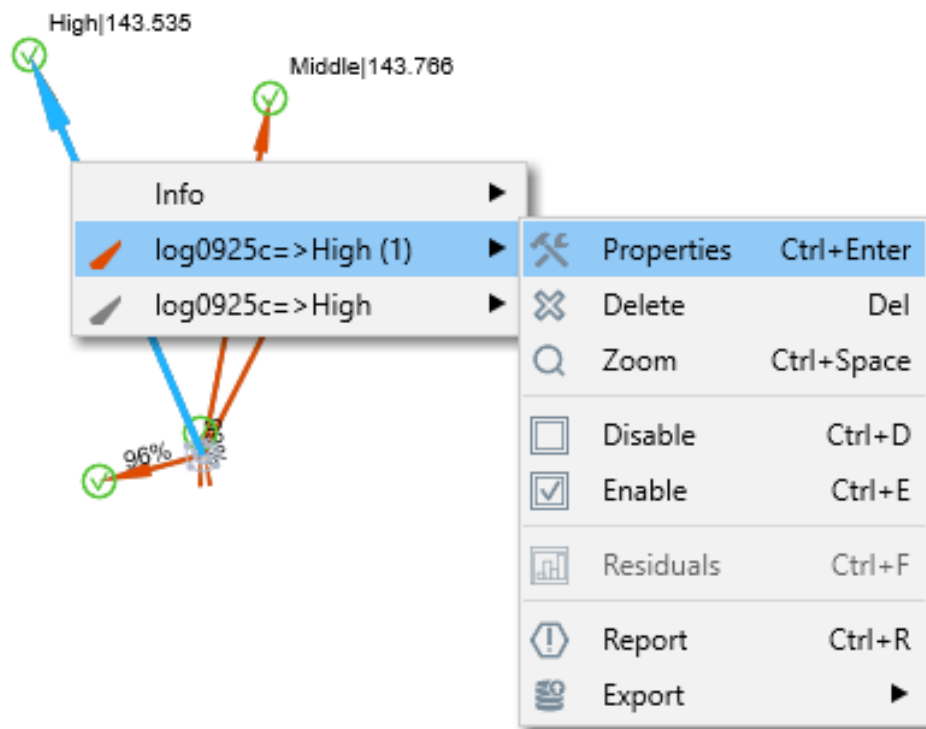 High|143.535
Middle|143.766
Info
log0925c=>High (1)
log0925c=>High
Properties Ctrl+Enter
Delete Del
Zoom Ctrl+Space
Disable Ctrl+D
Enable Ctrl+E
Residuals Ctrl+F
Report Ctrl+R
Export
96%